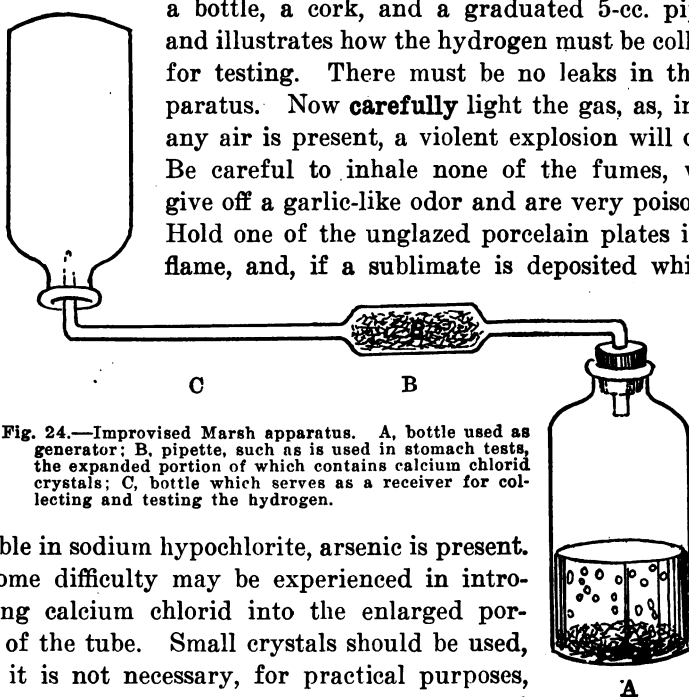 a bottle, a cork, and a graduated 5-cc.
and illustrates how the hydrogen must be
for testing. There must be no leaks in
paratus. Now carefully light the gas, as,
any air is present, a violent explosion will
Be careful to inhale none of the fumes,
give off a garlic-like odor and are very
Hold one of the unglazed porcelain plates
flame, and, if a sublimate is deposited
C
B
Fig. 24.—Improvised Marsh apparatus. A, bottle used as
generator; B, pipette, such as is used in stomach tests,
the expanded portion of which contains calcium chlorid
crystals; C, bottle which serves as a receiver for col-
lecting and testing the hydrogen.
ble in sodium hypochlorite, arsenic is present.
ome difficulty may be experienced in intro-
ng calcium chlorid into the enlarged por-
of the tube. Small crystals should be used,
it is not necessary, for practical purposes,
A